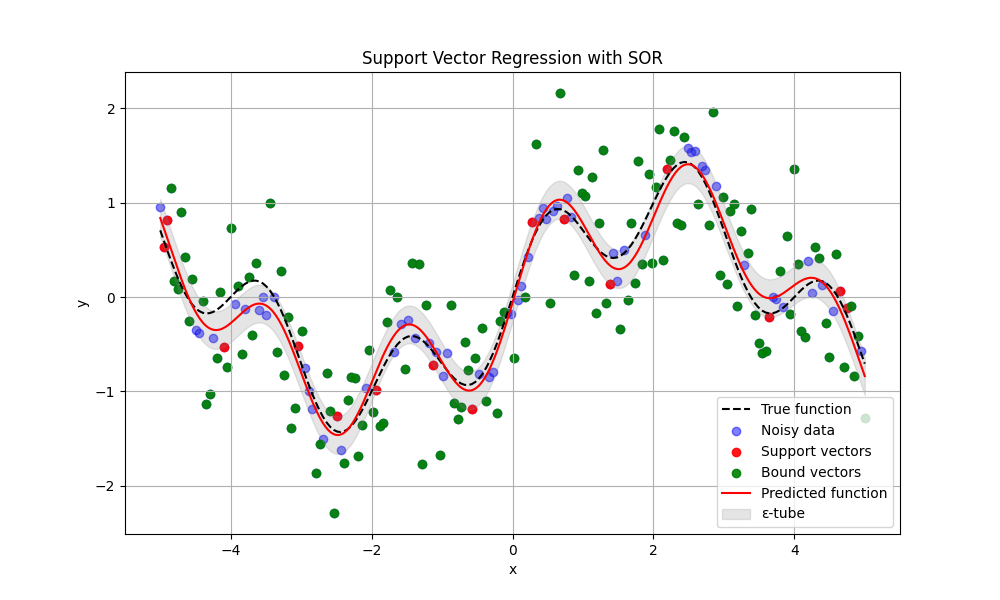 Support Vector Regression with SOR
y
2
1
0
−1
−2
−4
−2
0
2
4
x
True function
Noisy data
Support vectors
Bound vectors
Predicted function
ε-tube